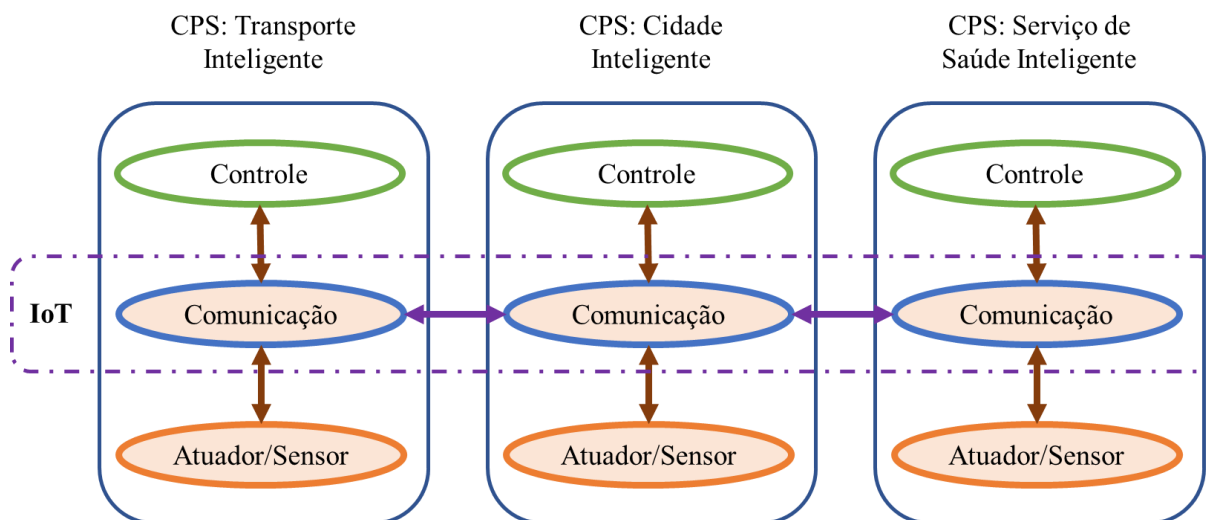 CPS: Transporte
Inteligente
CPS: Cidade
Inteligente
CPS: Serviço de
Saúde Inteligente
Controle
Controle
Controle
IoT
Comunicação
Comunicação
Comunicação
Atuador/Sensor
Atuador/Sensor
Atuador/Sensor